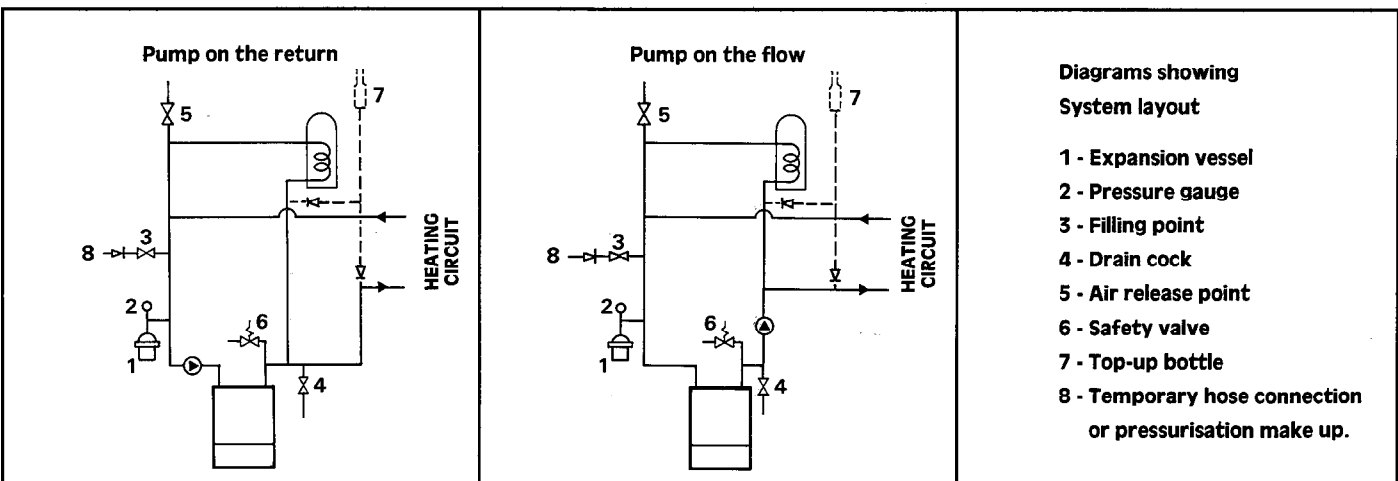 Pump on the return
5
7
3
8
HEATING
CIRCUIT
2
6
1
4
Pump on the flow
5
7
3
8
HEATING
CIRCUIT
2
6
1
4
Diagrams showing
System layout
1 - Expansion vessel
2 - Pressure gauge
3 - Filling point
4 - Drain cock
5 - Air release point
6 - Safety valve
7 - Top-up bottle
8 - Temporary hose connection
or pressurisation make up.